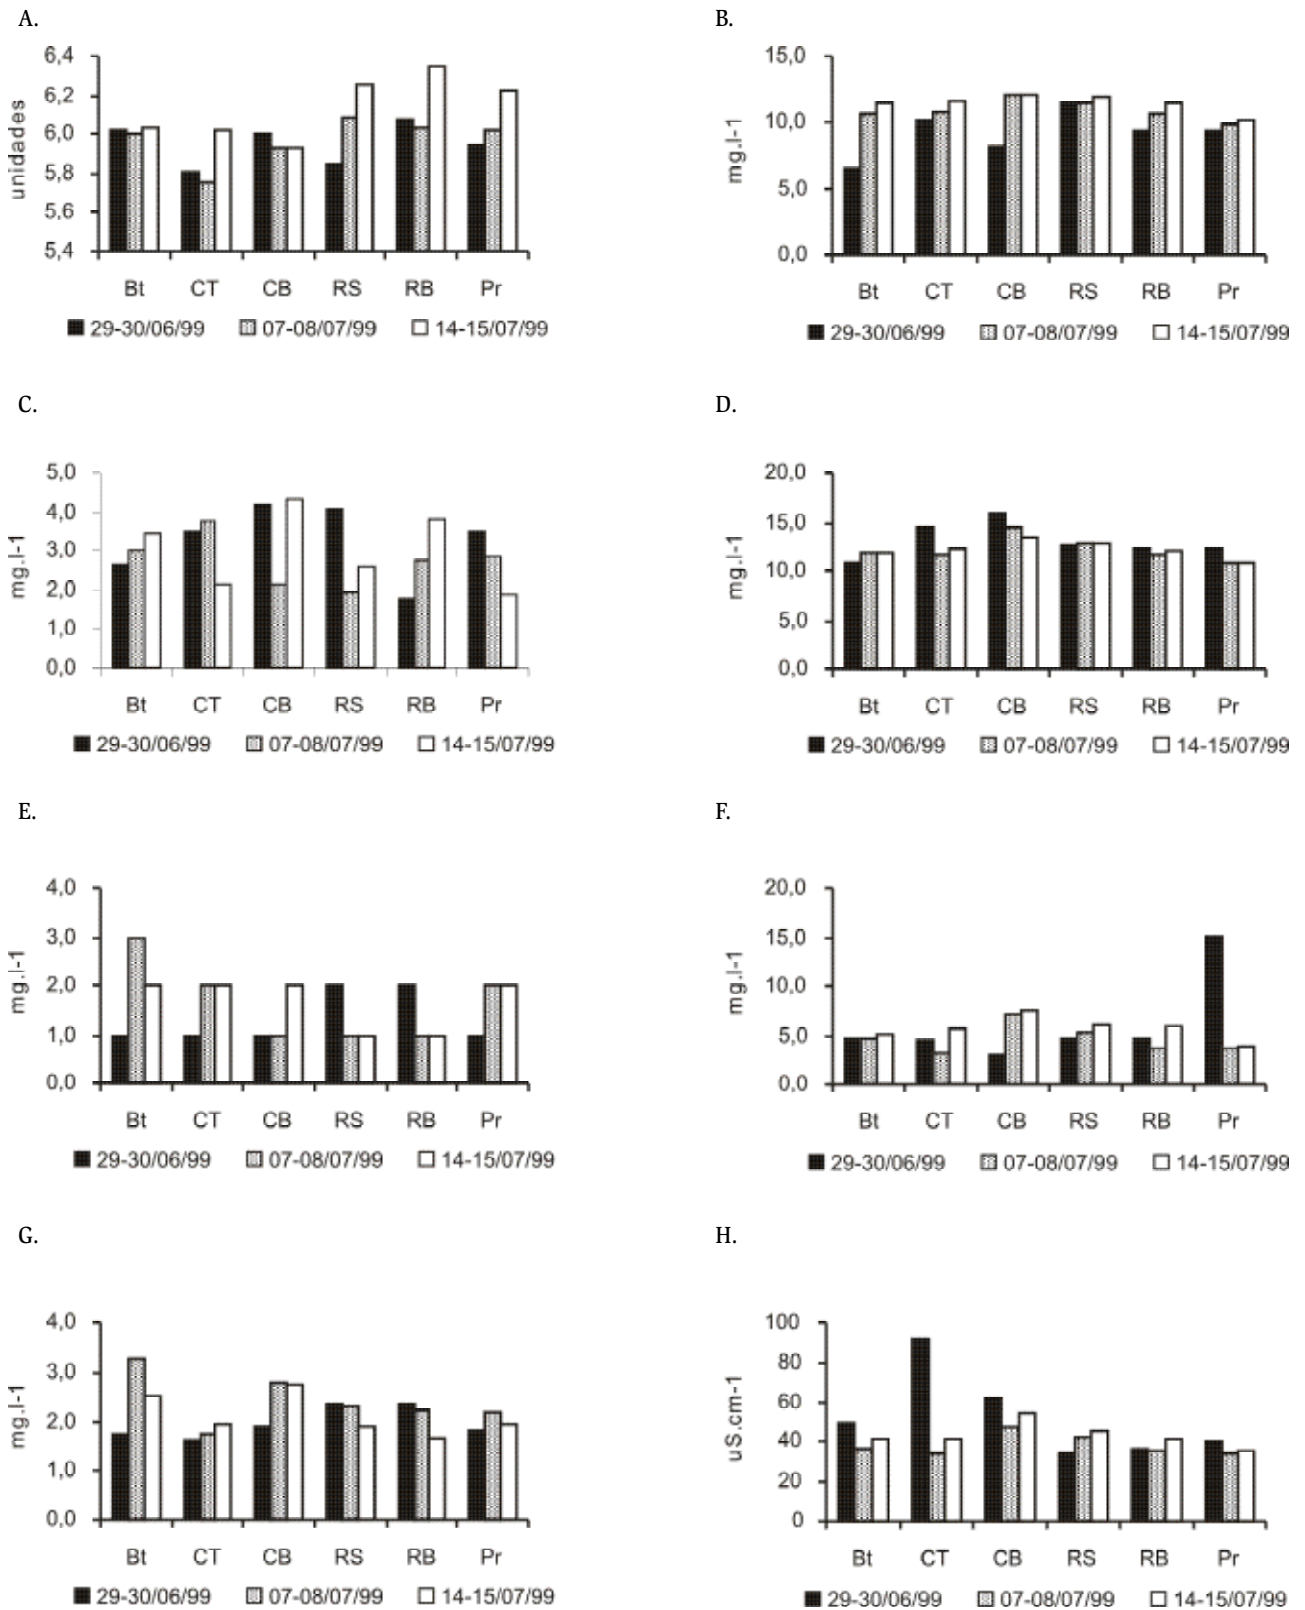 A.
unidades
6,4
6,2
6,0
5,8
5,6
5,4
Bt CT CB RS RB Pr
29-30/06/99 07-08/07/99 14-15/07/99
B.
mg.l-1
15,0
10,0
5,0
0,0
Bt CT CB RS RB Pr
29-30/06/99 07-08/07/99 14-15/07/99
C.
mg.l-1
5,0
4,0
3,0
2,0
1,0
0,0
Bt CT CB RS RB Pr
29-30/06/99 07-08/07/99 14-15/07/99
D.
mg.l-1
20,0
15,0
10,0
5,0
0,0
Bt CT CB RS RB Pr
29-30/06/99 07-08/07/99 14-15/07/99
E.
mg.l-1
4,0
3,0
2,0
1,0
0,0
Bt CT CB RS RB Pr
29-30/06/99 07-08/07/99 14-15/07/99
F.
mg.l-1
20,0
15,0
10,0
5,0
0,0
Bt CT CB RS RB Pr
29-30/06/99 07-08/07/99 14-15/07/99
G.
mg.l-1
4,0
3,0
2,0
1,0
0,0
Bt CT CB RS RB Pr
29-30/06/99 07-08/07/99 14-15/07/99
H.
uS.cm-1
100
80
60
40
20
0
Bt CT CB RS RB Pr
29-30/06/99 07-08/07/99 14-15/07/99